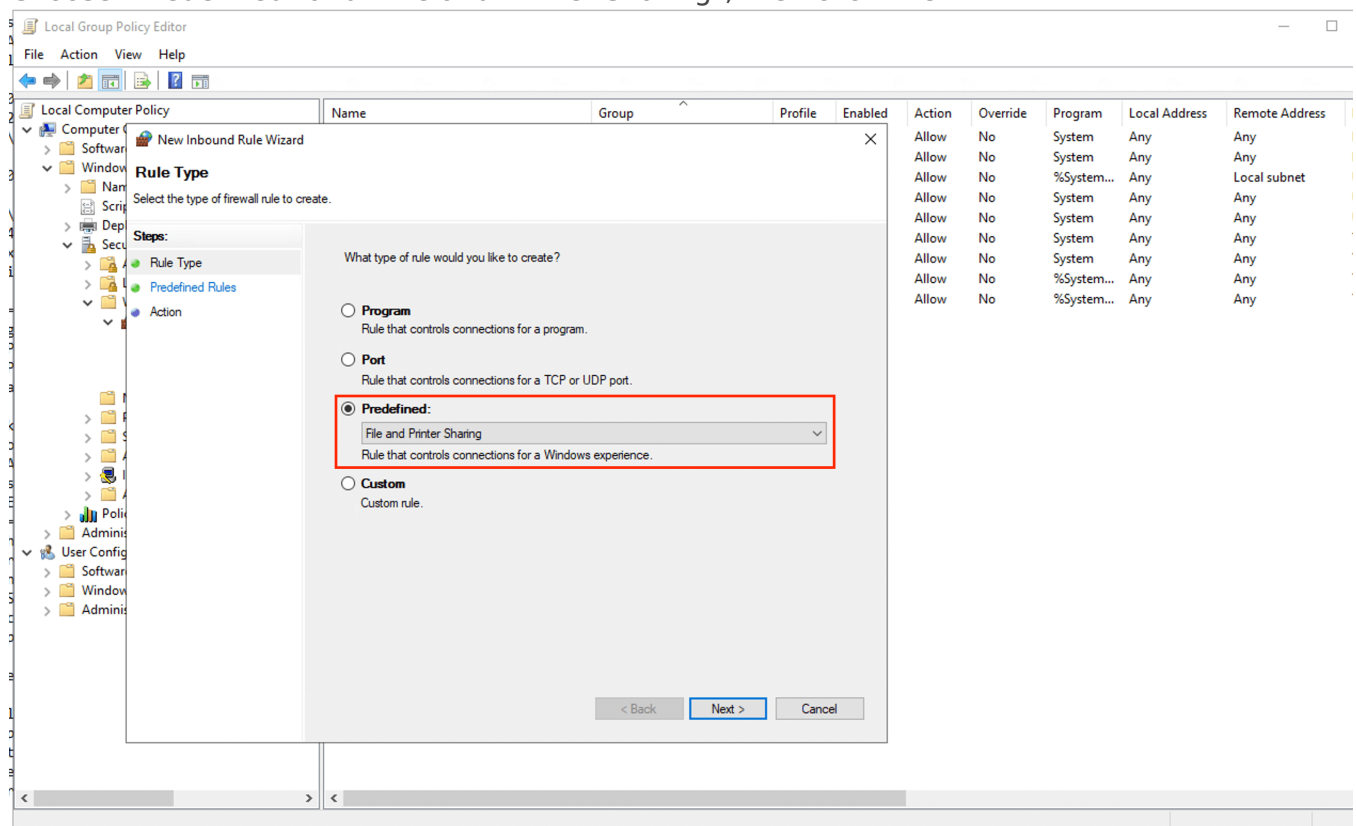 Local Group Policy Editor
File Action View Help
Local Computer Policy
Computer
New Inbound Rule Wizard
Rule Type
Select the type of firewall rule to create.
Steps:
Rule Type
Predefined Rules
Action
What type of rule would you like to create?
Program
Rule that controls connections for a program.
Port
Rule that controls connections for a TCP or UDP port.
Predefined:
File and Printer Sharing
Rule that controls connections for a Windows experience.
Custom
Custom rule.
< Back Next > Cancel
User Config
Name Group Profile Enabled Action Override Program Local Address Remote Address
Allow No System Any Any
Allow No System Any Any
Allow No %System... Any Local subnet
Allow No System Any Any
Allow No System Any Any
Allow No System Any Any
Allow No System Any Any
Allow No %System... Any Any
Allow No %System... Any Any